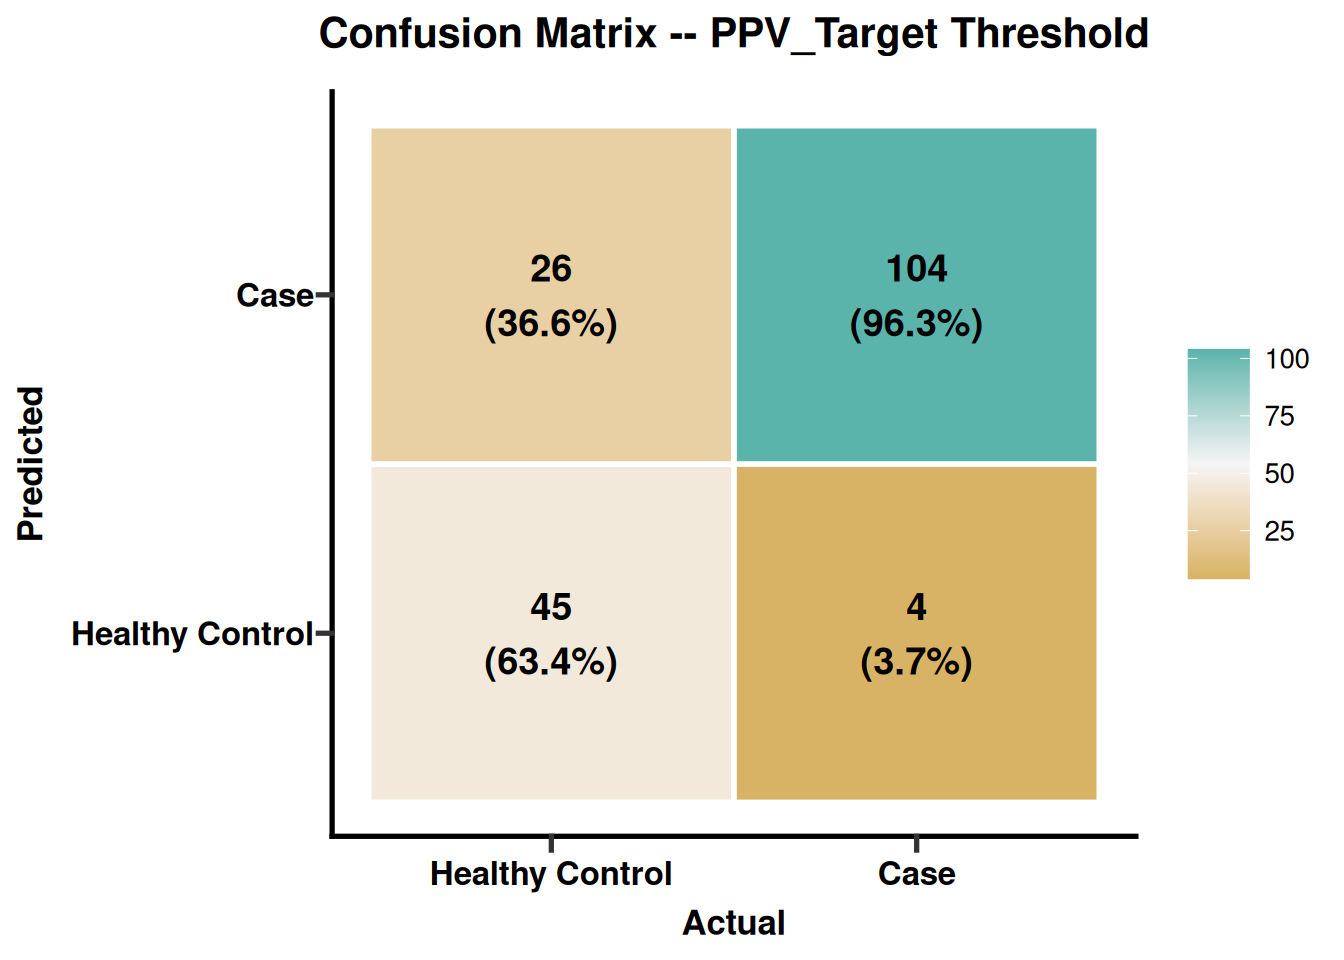 Confusion Matrix -- PPV_Target Threshold
26
(36.6%)
104
(96.3%)
Case
100
75
50
25
Predicted
45
(63.4%)
4
(3.7%)
Healthy Control
Healthy Control
Case
Actual